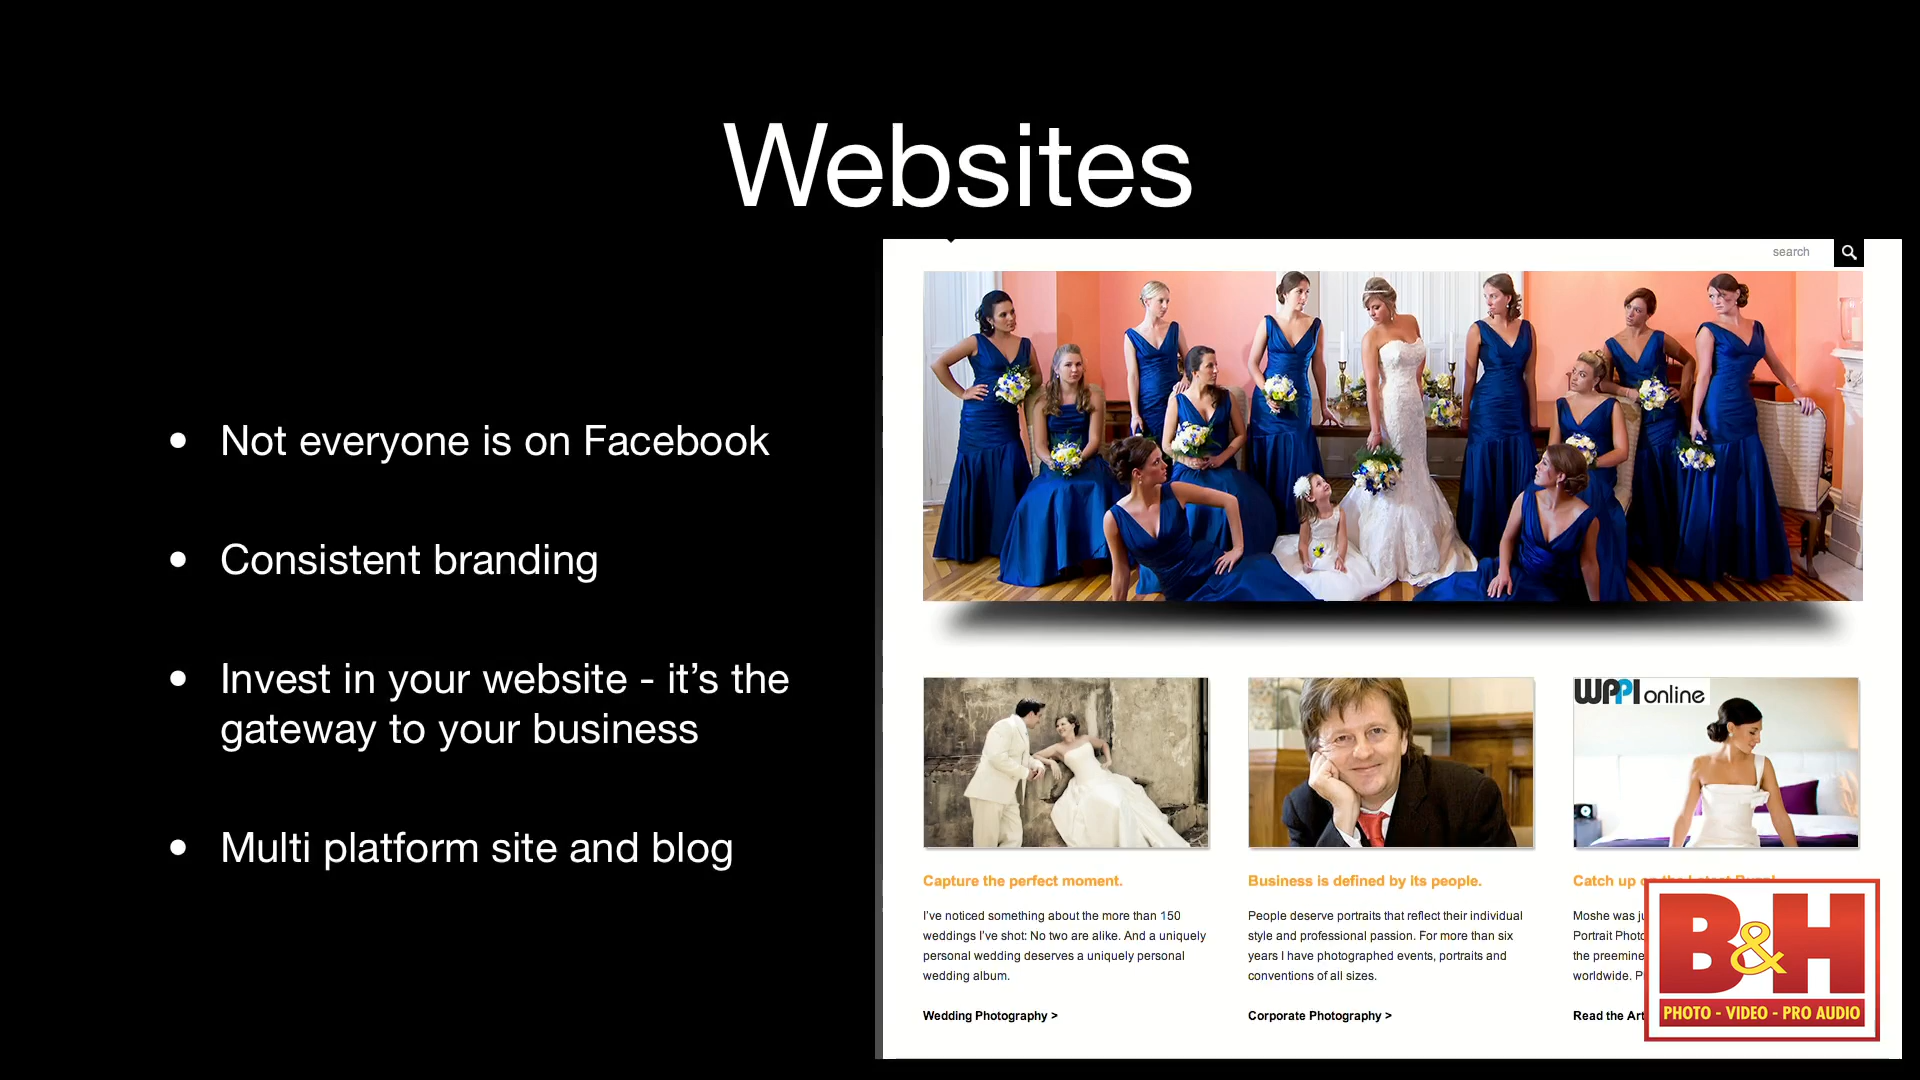 Websites
• Not everyone is on Facebook
• Consistent branding
• Invest in your website - it’s the
gateway to your business
• Multi platform site and blog
search
WPPI online
Capture the perfect moment.
I've noticed something about the more than 150
weddings I've shot: No two are alike. And a uniquely
personal wedding deserves a uniquely personal
wedding album.
Wedding Photography >
Business is defined by its people.
People deserve portraits that reflect their individual
style and professional passion. For more than six
years I have photographed events, portraits and
conventions of all sizes.
Corporate Photography >
Catch up
Moshe was
Portrait
the
worldwide.
Read the
B&H
PHOTO - VIDEO - PRO AUDIO